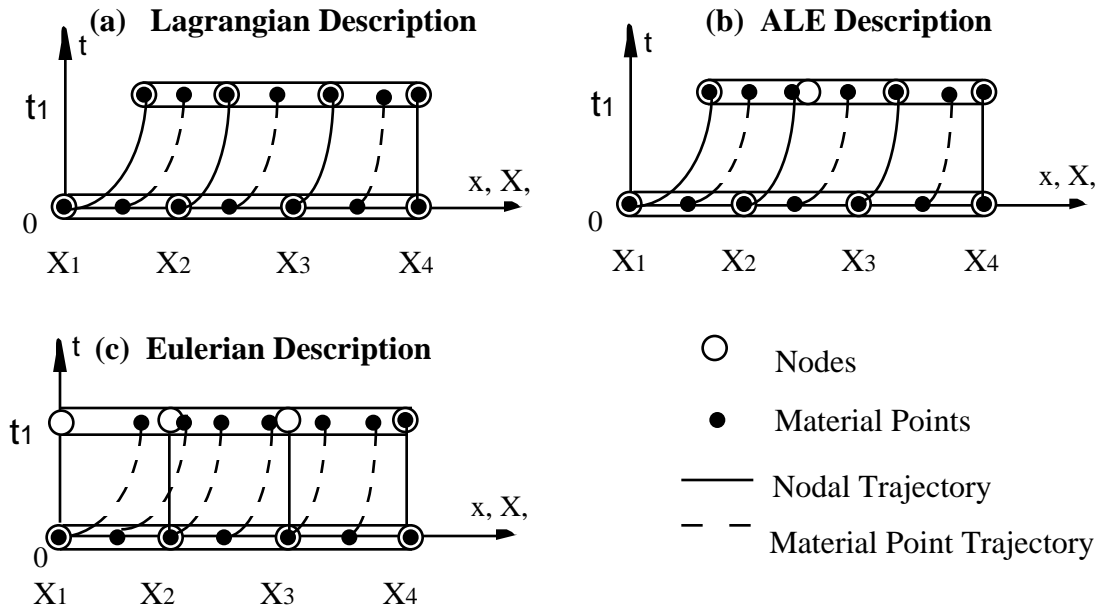 (a) Lagrangian Description
t
t1
x, X,
0
X1 X2 X3 X4
(b) ALE Description
t
t1
x, X,
0
X1 X2 X3 X4
(c) Eulerian Description
t
t1
x, X,
0
X1 X2 X3 X4
Nodes
Material Points
Nodal Trajectory
Material Point Trajectory